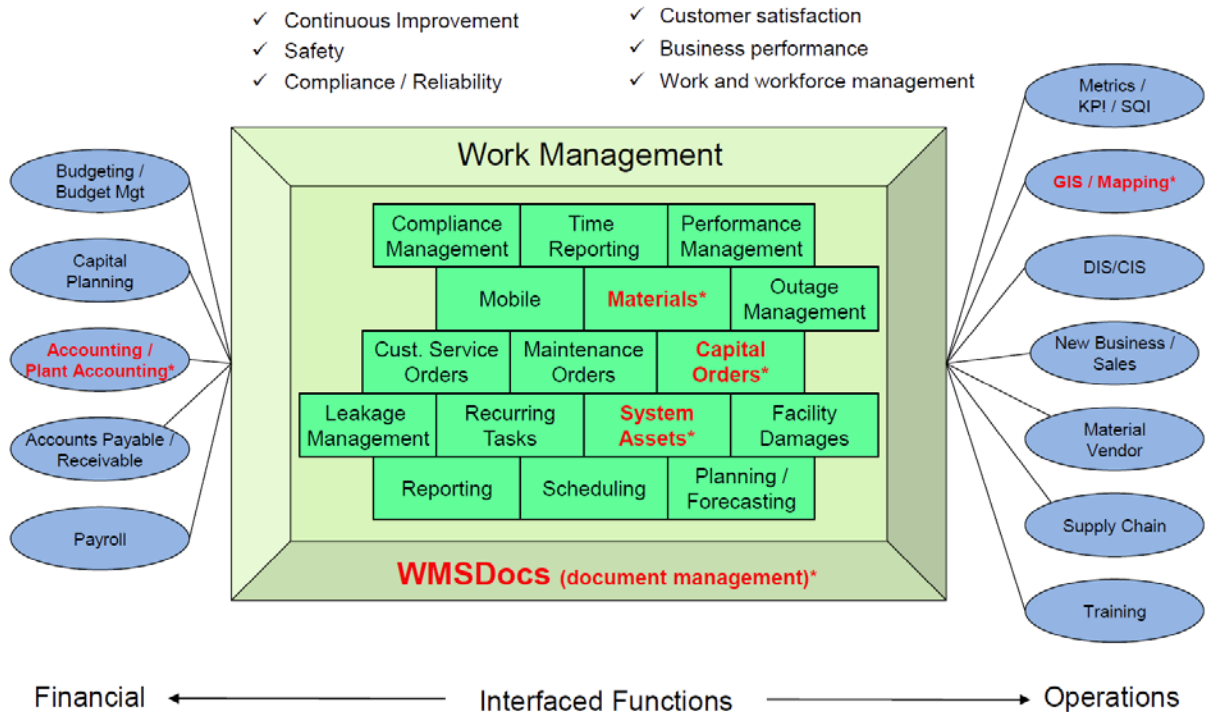 ✓ Continuous Improvement
✓ Safety
✓ Compliance / Reliability
✓ Customer satisfaction
✓ Business performance
✓ Work and workforce management
Budgeting /
Budget Mgt
Capital
Planning
Accounting /
Plant Accounting*
Accounts Payable /
Receivable
Payroll
Work Management
Compliance
Management
Time
Reporting
Performance
Management
Mobile
Materials*
Outage
Management
Cust. Service
Orders
Maintenance
Orders
Capital
Orders*
Leakage
Management
Recurring
Tasks
System
Assets*
Facility
Damages
Reporting
Scheduling
Planning /
Forecasting
WMSDocs (document management)*
Metrics /
KP! / SQI
GIS / Mapping*
DIS/CIS
New Business /
Sales
Material
Vendor
Supply Chain
Training
Financial
Interfaced Functions
Operations